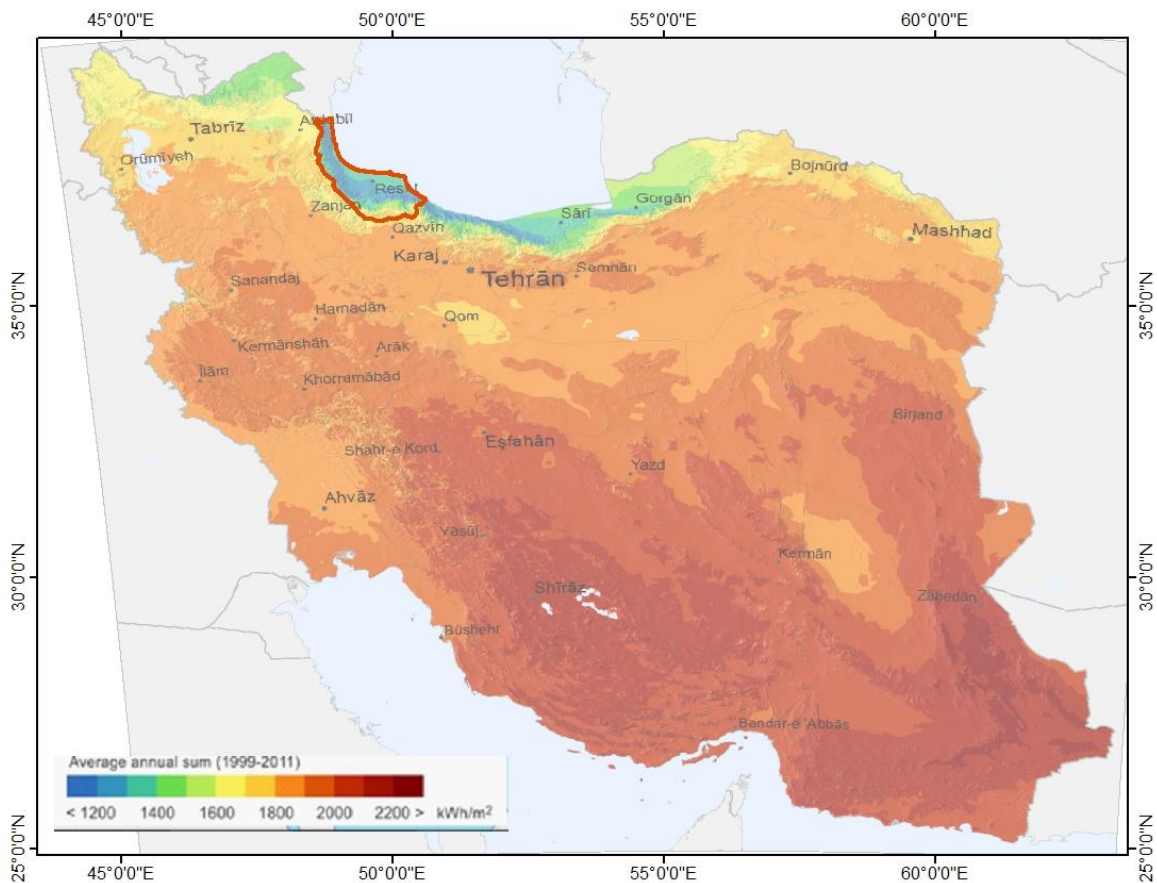 45°0'0"E 50°0'0"E 55°0'0"E 60°0'0"E
Ardabīl
Tabrīz
Orūmīyeh
Bojnūrd
Resht
Zanjan
Gorgān
Sārī
Qazvīn
Mashhad
Karaj
Tehrān
Semnān
Sanandaj
35°0'0"N 35°0'0"N
Hamadān
Qom
Kermānshāh
Arāk
Īlām
Khorramābād
Bīrjand
Shahr-e Kord
Eşfahān
Yazd
Ahvāz
Yasūj
Kermān
30°0'0"N 30°0'0"N
Shīrāz
Zāhedān
Būshehr
Bandar-e 'Abbās
Average annual sum (1999-2011)
< 1200 1400 1600 1800 2000 2200 > kWh/m²
25°0'0"N 25°0'0"N
45°0'0"E 50°0'0"E 55°0'0"E 60°0'0"E